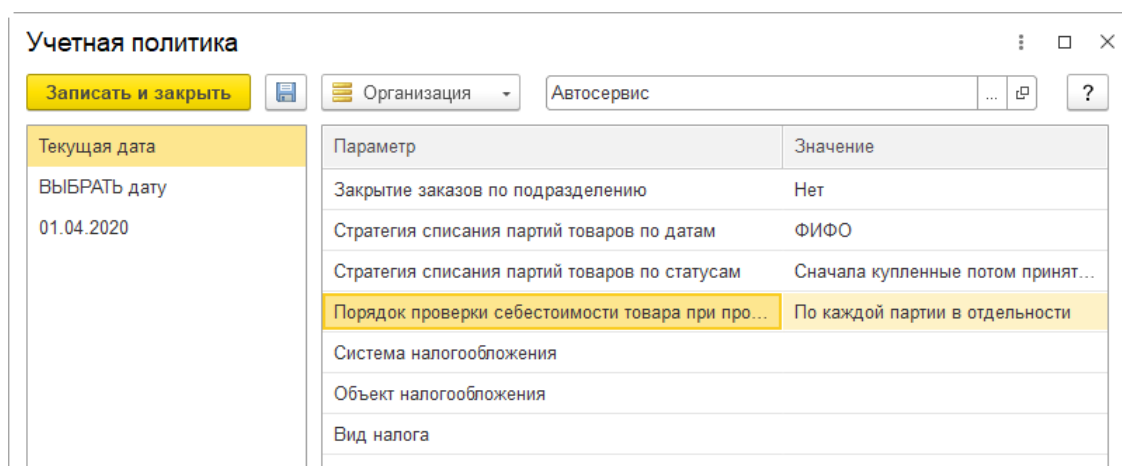 Учетная политика
Записать и закрыть Организация Автосервис ... ?
Текущая дата
ВЫБРАТЬ дату
01.04.2020
Параметр Значение
Закрытие заказов по подразделению Нет
Стратегия списания партий товаров по датам ФИФО
Стратегия списания партий товаров по статусам Сначала купленные потом принят...
Порядок проверки себестоимости товара при про... По каждой партии в отдельности
Система налогообложения
Объект налогообложения
Вид налога